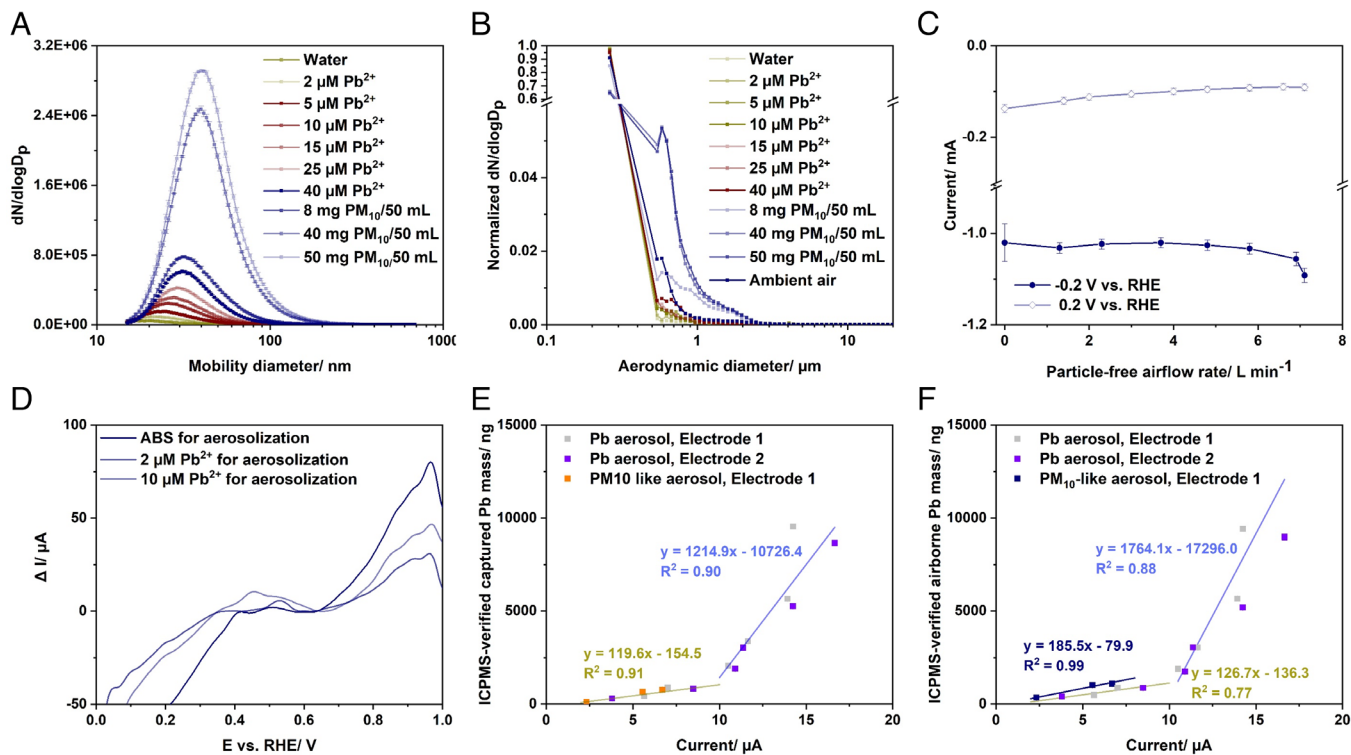 A
3.2E+06
2.4E+06
1.6E+06
8.0E+05
0.0E+00
dN/dlogDp
10
100
1000
Mobility diameter/ nm
Water
2 µM Pb²⁺
5 µM Pb²⁺
10 µM Pb²⁺
15 µM Pb²⁺
25 µM Pb²⁺
40 µM Pb²⁺
8 mg PM₁₀/50 mL
40 mg PM₁₀/50 mL
50 mg PM₁₀/50 mL
B
1.0
0.9
0.8
0.7
0.6
0.04
0.02
0.01
0.00
Normalized dN/dlogDp
0.1
1
10
Aerodynamic diameter/ µm
Water
2 µM Pb²⁺
5 µM Pb²⁺
10 µM Pb²⁺
15 µM Pb²⁺
25 µM Pb²⁺
40 µM Pb²⁺
8 mg PM₁₀/50 mL
40 mg PM₁₀/50 mL
50 mg PM₁₀/50 mL
Ambient air
C
0.0
-0.2
-1.0
-1.2
Current/ mA
0
2
4
6
8
Particle-free airflow rate/ L min⁻¹
-0.2 V vs. RHE
0.2 V vs. RHE
D
100
50
0
-50
Δ I/ µA
0.0
0.2
0.4
0.6
0.8
1.0
E vs. RHE/ V
ABS for aerosolization
2 µM Pb²⁺ for aerosolization
10 µM Pb²⁺ for aerosolization
E
15000
10000
5000
0
ICPMS-verified captured Pb mass/ ng
0
5
10
15
20
Current/ µA
Pb aerosol, Electrode 1
Pb aerosol, Electrode 2
PM10 like aerosol, Electrode 1
y = 1214.9x - 10726.4
R² = 0.90
y = 119.6x - 154.5
R² = 0.91
F
15000
10000
5000
0
ICPMS-verified airborne Pb mass/ ng
0
5
10
15
20
Current/ µA
Pb aerosol, Electrode 1
Pb aerosol, Electrode 2
PM₁₀-like aerosol, Electrode 1
y = 1764.1x - 17296.0
R² = 0.88
y = 185.5x - 79.9
R² = 0.99
y = 126.7x - 136.3
R² = 0.77